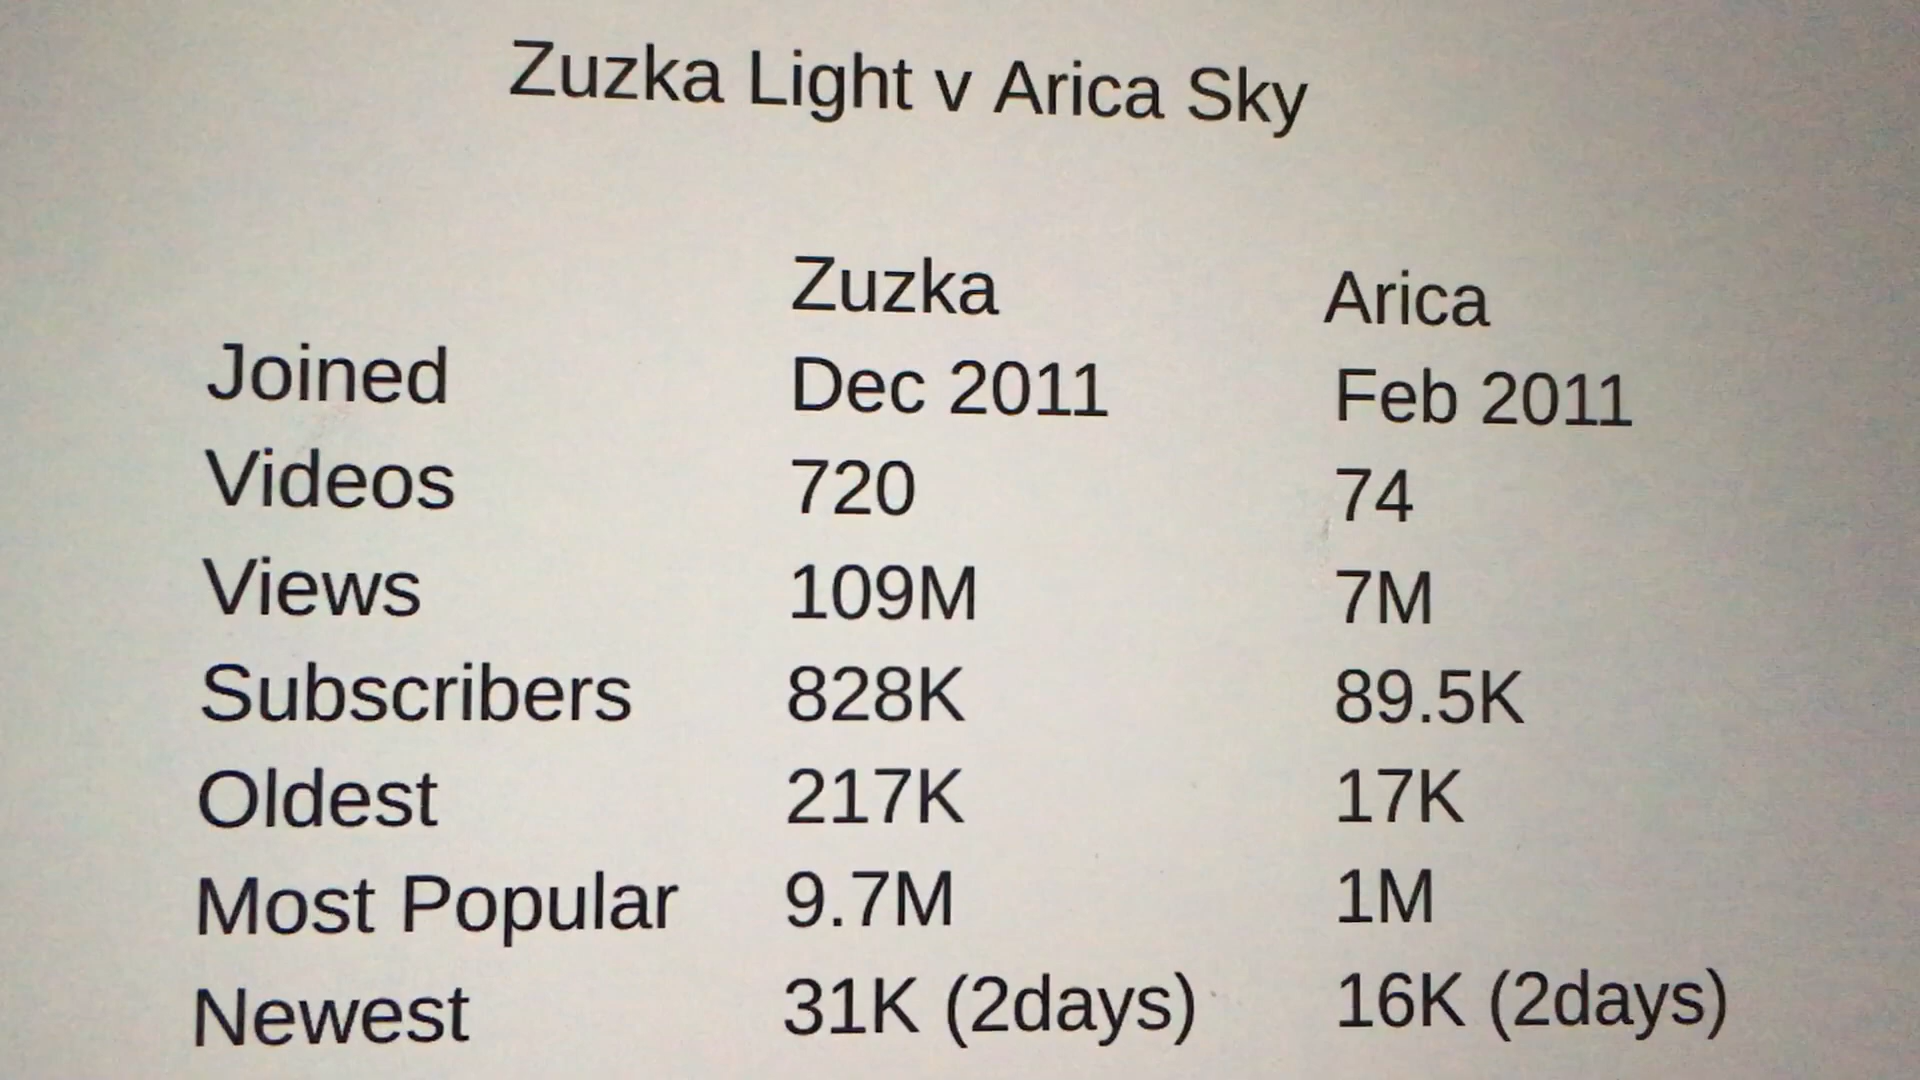 Zuzka Light v Arica Sky
Zuzka Arica
Joined Dec 2011 Feb 2011
Videos 720 74
Views 109M 7M
Subscribers 828K 89.5K
Oldest 217K 17K
Most Popular 9.7M 1M
Newest 31K (2days) 16K (2days)